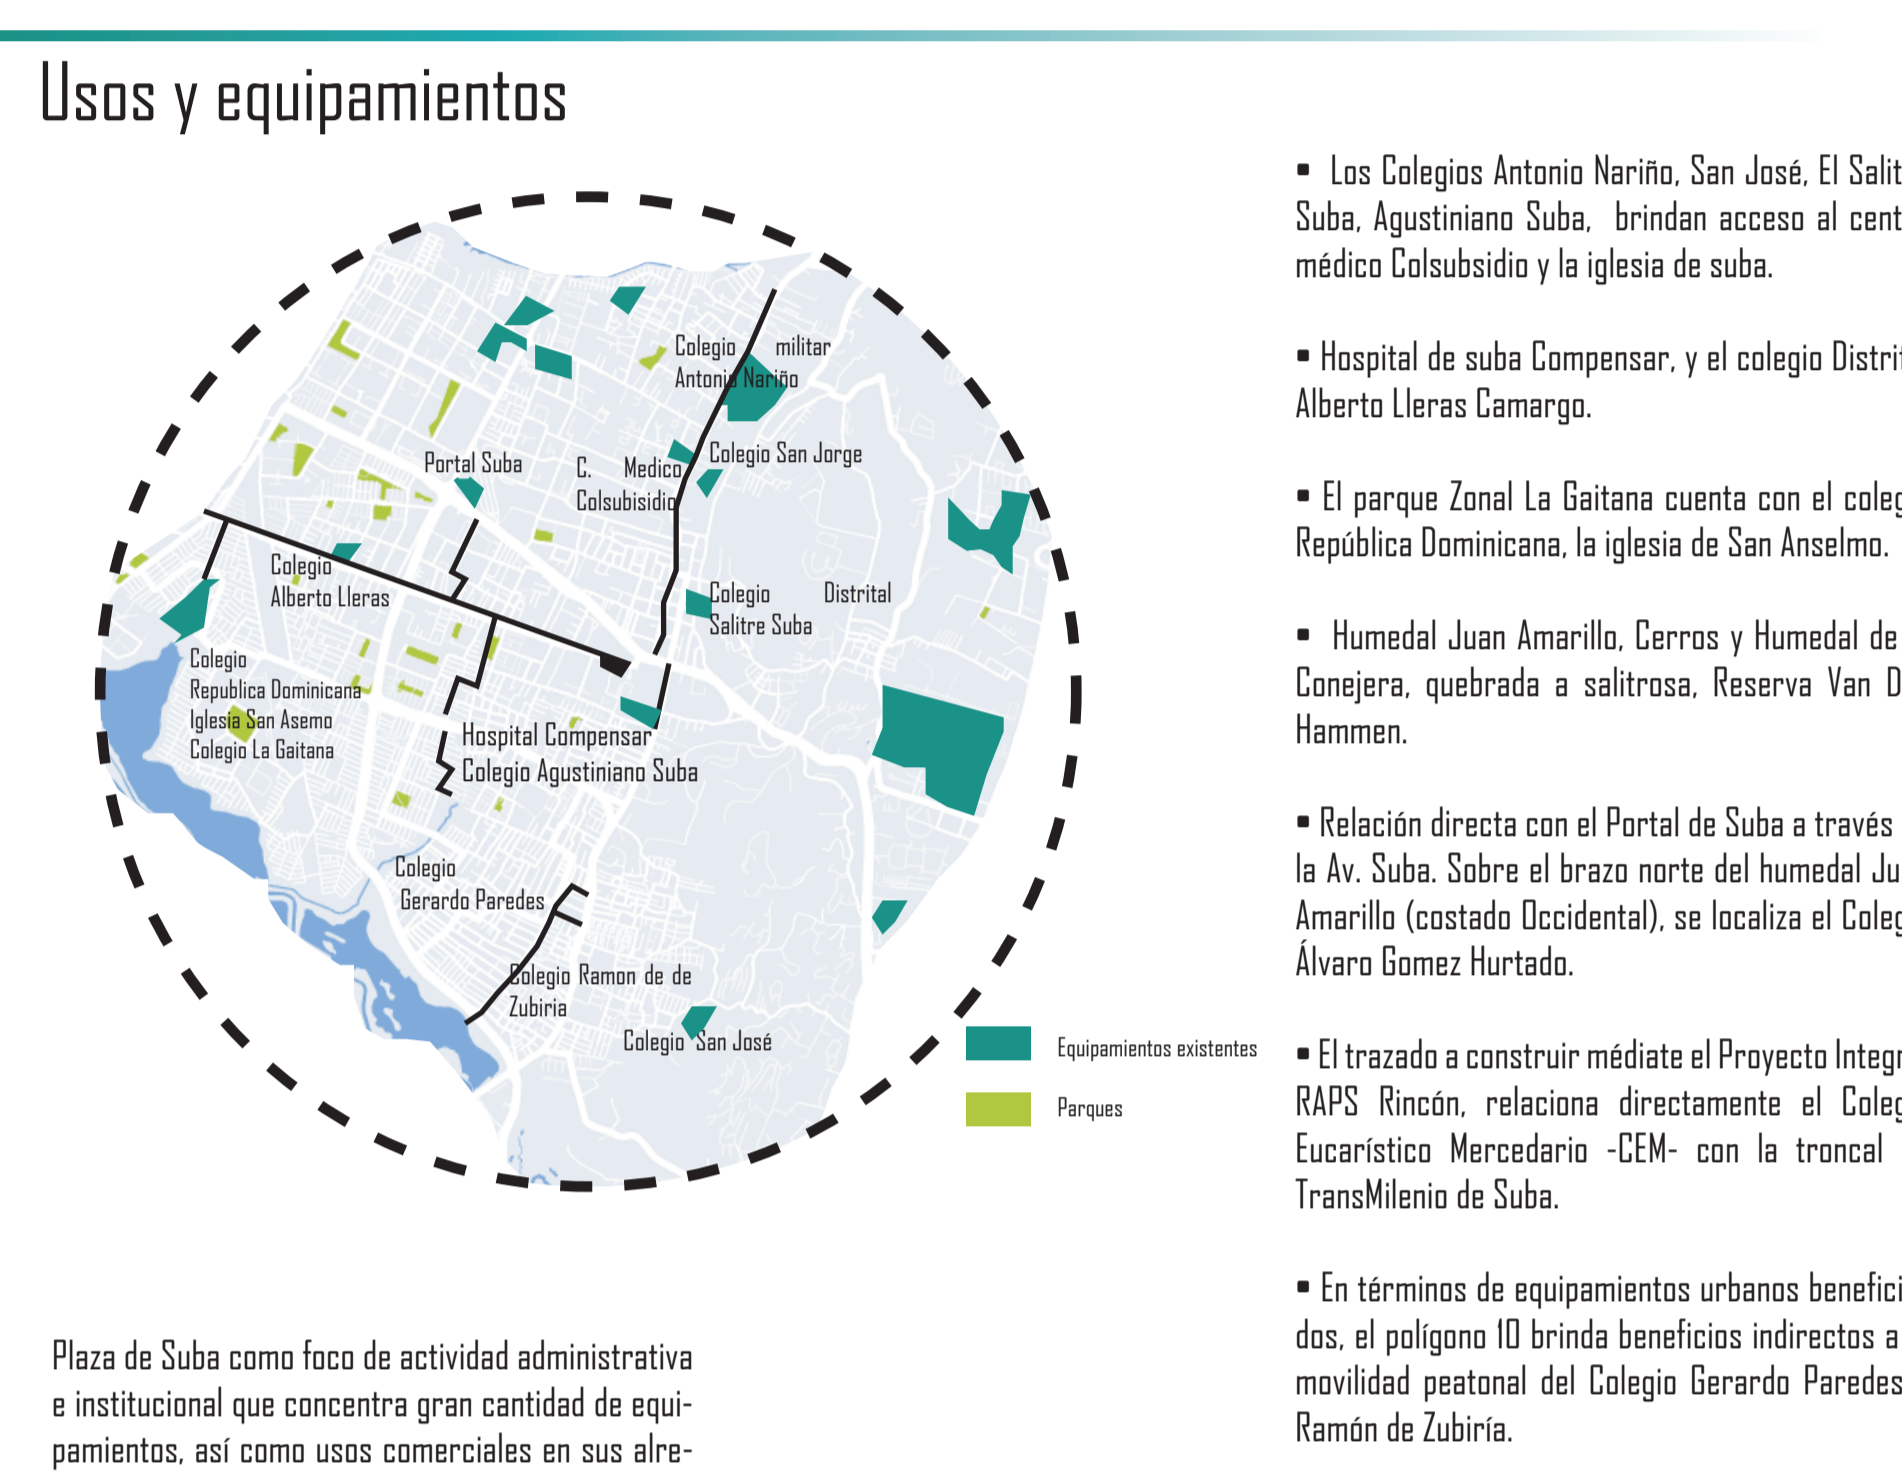 Usos y equipamientos
Colegio militar
Antonio Nariño
Colegio San Jorge
Portal Suba
C. Medico
Colsubisidio
Colegio
Alberto Lleras
Colegio Distrital
Salitre Suba
Colegio
Republica Dominicana
Iglesia San Asemo
Colegio La Gaitana
Hospital Compensar
Colegio Agustiniano Suba
Colegio
Gerardo Paredes
Colegio Ramon de de
Zubiria
Colegio San José
Equipamientos existentes
Parques
Plaza de Suba como foco de actividad administrativa
e institucional que concentra gran cantidad de equi-
pamientos, así como usos comerciales en sus alre-
▪ Los Colegios Antonio Nariño, San José, El Salit
Suba, Agustiniano Suba, brindan acceso al cent
médico Colsubsidio y la iglesia de suba.
▪ Hospital de suba Compensar, y el colegio Distri
Alberto Lleras Camargo.
▪ El parque Zonal La Gaitana cuenta con el coleg
República Dominicana, la iglesia de San Anselmo.
▪ Humedal Juan Amarillo, Cerros y Humedal de
Conejera, quebrada a salitrosa, Reserva Van D
Hammen.
▪ Relación directa con el Portal de Suba a través
la Av. Suba. Sobre el brazo norte del humedal Ju
Amarillo (costado Occidental), se localiza el Coleg
Álvaro Gomez Hurtado.
▪ El trazado a construir médiate el Proyecto Integr
RAPS Rincón, relaciona directamente el Coleg
Eucarístico Mercedario -CEM- con la troncal
TransMilenio de Suba.
▪ En términos de equipamientos urbanos benefici
dos, el polígono 10 brinda beneficios indirectos a
movilidad peatonal del Colegio Gerardo Paredes
Ramón de Zubiría.